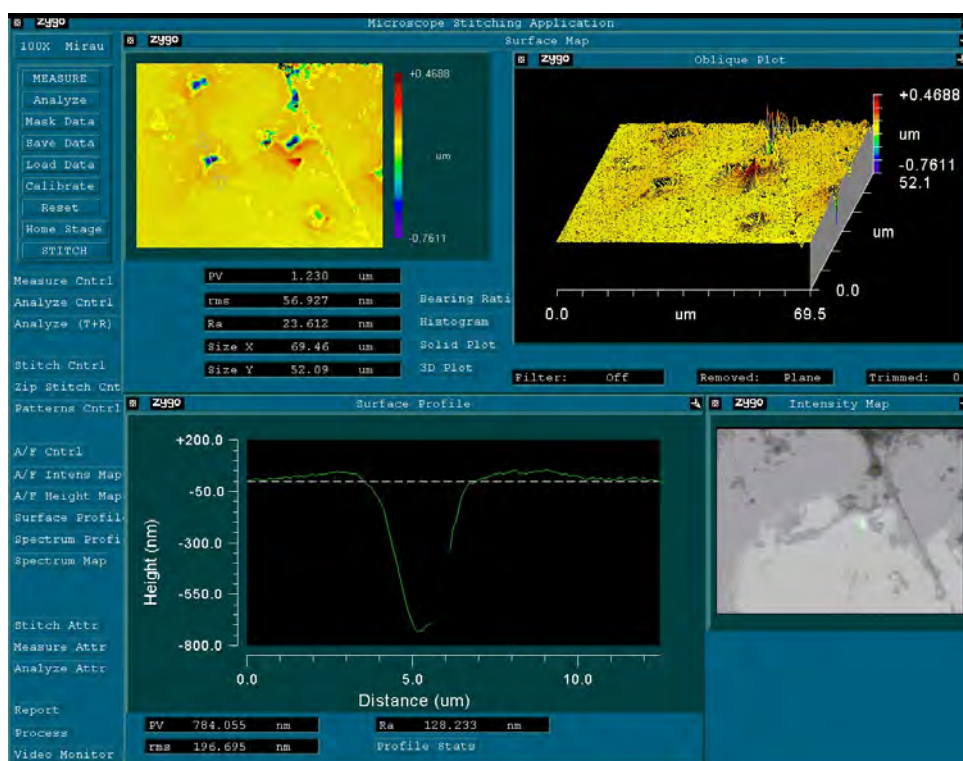 zygo Microscope Stitching Application
100X Mirau
MEASURE
Analyze
Mask Data
Save Data
Load Data
Calibrate
Reset
Home Stage
STITCH
Measure Cntrl
Analyze Cntrl
Analyze (T+R)
Stitch Cntrl
Zip Stitch Cnt
Patterns Cntrl
A/F Cntrl
A/F Intens Map
A/F Height Map
Surface Profil
Spectrum Profi
Spectrum Map
Stitch Attr
Measure Attr
Analyze Attr
Report
Process
Video Monitor
zygo Surface Map
+0.4688
um
-0.7611
PV 1.230 um
rms 56.927 nm
Ra 23.612 nm
Size X 69.46 um
Size Y 52.09 um
Bearing Rati
Histogram
Solid Plot
3D Plot
zygo Oblique Plot
+0.4688
um
-0.7611
52.1
um
0.0
0.0 um 69.5
Filter: Off Removed: Plane Trimmed: 0
zygo Surface Profile
+200.0
-50.0
-300.0
-550.0
-800.0
Height (nm)
0.0 5.0 10.0
Distance (um)
PV 784.055 nm Ra 128.233 nm
rms 196.695 nm Profile Stats
zygo Intensity Map